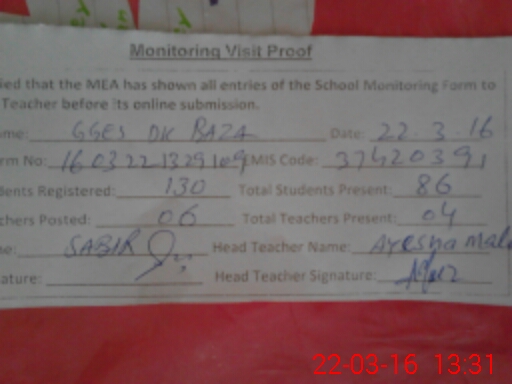 Monitoring Visit Proof
ied that the MEA has shown all entries of the School Monitoring Form to
Teacher before its online submission.
me: GGES DK BAZA Date: 22.3.16
rm No: 1603221329109 EMIS Code: 37420391
ents Registered: 130 Total Students Present: 86
chers Posted: 06 Total Teachers Present: 04
e: SABIR Head Teacher Name: Ayesha Mal
ature: Head Teacher Signature:
22-03-16 13:31